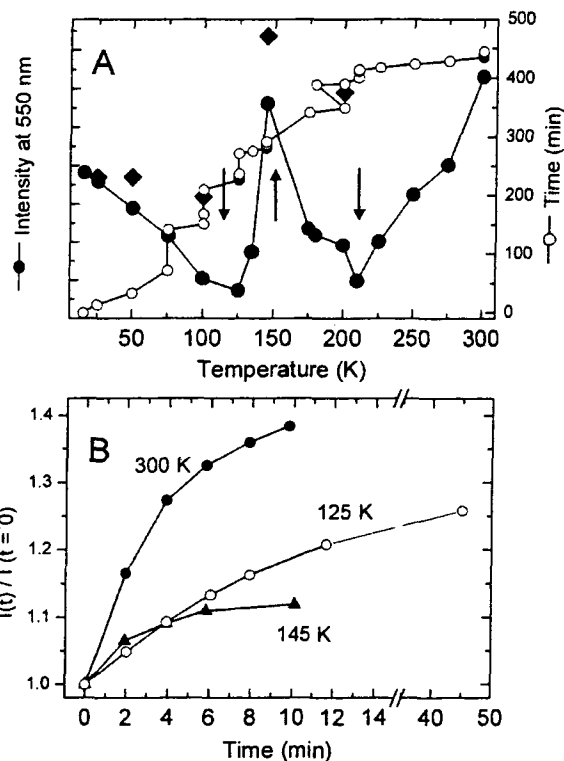 A
500
400
300
200
100
0
Intensity at 550 nm
Time (min)
50 100 150 200 250 300
Temperature (K)
B
1.4
1.3
1.2
1.1
1.0
300 K
125 K
145 K
I(t) / I (t = 0)
0 2 4 6 8 10 12 14 40 50
Time (min)